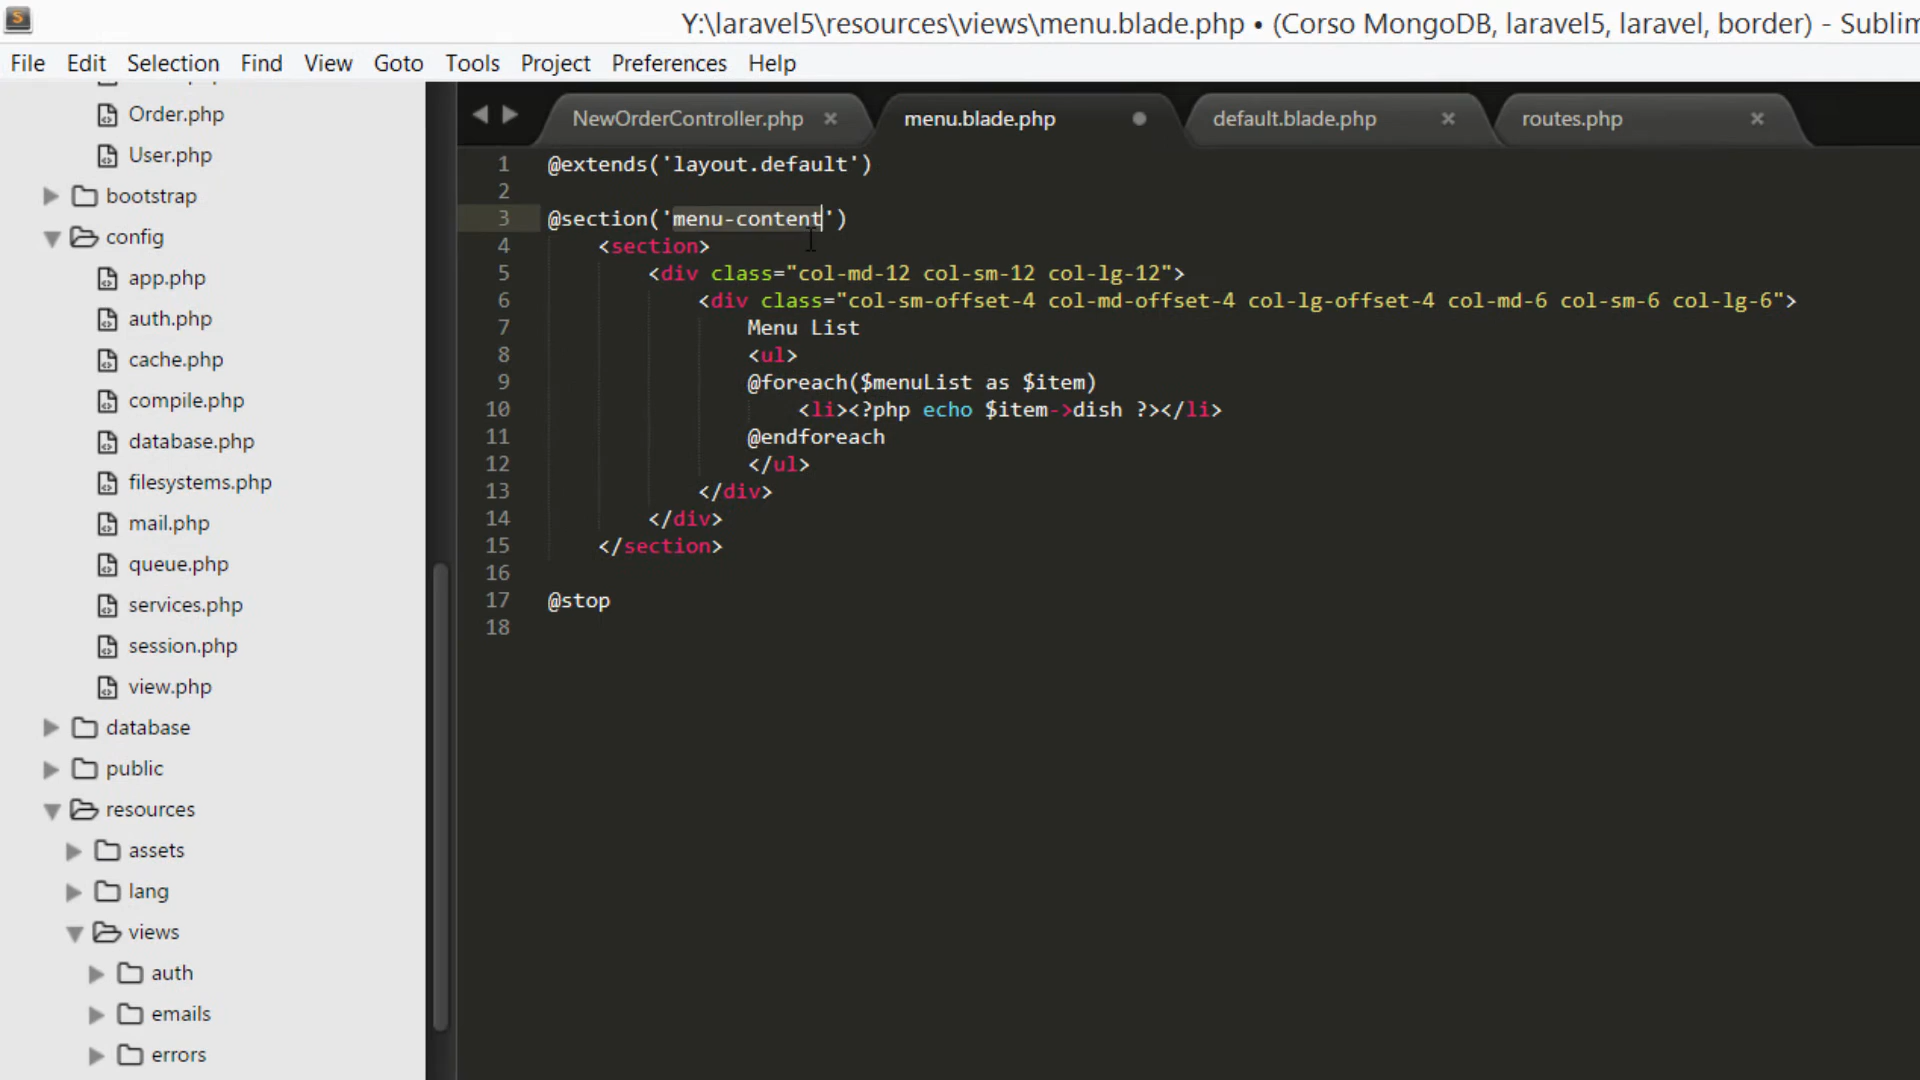 Y:\laravel5\resources\views\menu.blade.php • (Corso MongoDB, laravel5, laravel, border) - Sublim
File Edit Selection Find View Goto Tools Project Preferences Help
Order.php
User.php
bootstrap
config
app.php
auth.php
cache.php
compile.php
database.php
filesystems.php
mail.php
queue.php
services.php
session.php
view.php
database
public
resources
assets
lang
views
auth
emails
errors
NewOrderController.php menu.blade.php default.blade.php routes.php
1 @extends('layout.default')
2
3 @section('menu-content')
4 <section>
5 <div class="col-md-12 col-sm-12 col-lg-12">
6 <div class="col-sm-offset-4 col-md-offset-4 col-lg-offset-4 col-md-6 col-sm-6 col-lg-6">
7 Menu List
8 <ul>
9 @foreach($menuList as $item)
10 <li><?php echo $item->dish ?></li>
11 @endforeach
12 </ul>
13 </div>
14 </div>
15 </section>
16
17 @stop
18